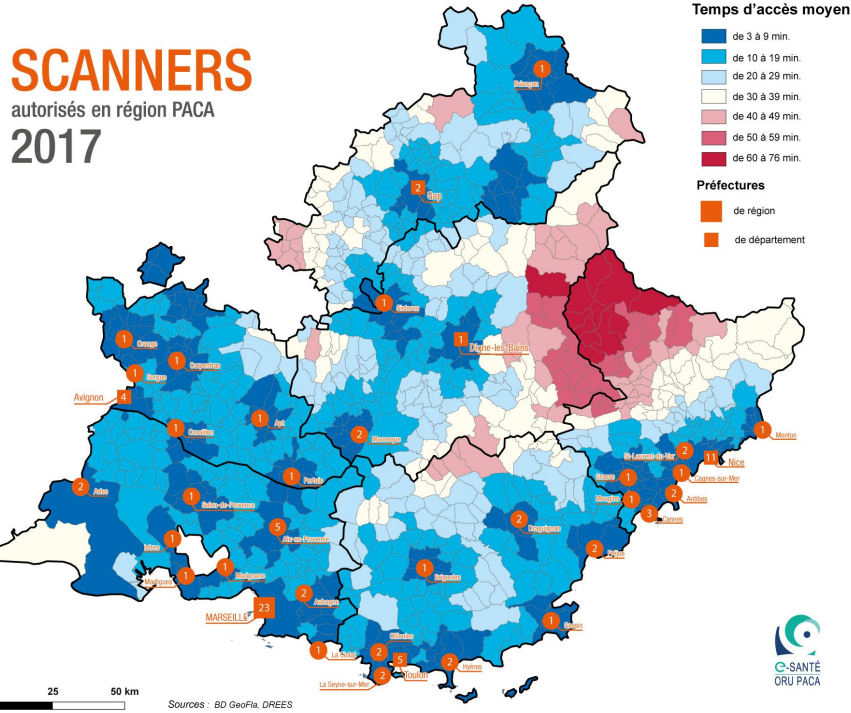 SCANNERS
autorisés en région PACA
2017
Temps d'accès moyen
de 3 à 9 min.
de 10 à 19 min.
de 20 à 29 min.
de 30 à 39 min.
de 40 à 49 min.
de 50 à 59 min.
de 60 à 76 min.
Préfectures
de région
de département
1
Briançon
2
Gap
1
Sisteron
1
Digne-les-Bains
1
Orange
1
Carpentras
1
Sorgue
Avignon
4
1
Cavaillon
1
Apt
2
Manosque
1
Pertuis
2
Arles
1
Salon-de-Provence
5
Aix-en-Provence
1
Istres
1
Martigues
1
Marignane
2
Aubagne
MARSEILLE
23
1
La Ciotat
2
Ollioules
5
Toulon
2
La Seyne-sur-Mer
2
Hyères
1
Brignoles
2
Draguignan
2
Fréjus
1
Gassin
1
Menton
2
St-Laurent-du-Var
11
Nice
1
Cagnes-sur-Mer
1
Grasse
1
Mougins
2
Antibes
3
Cannes
25
50 km
Sources : BD GeoFla, DREES
e-SANTÉ
ORU PACA